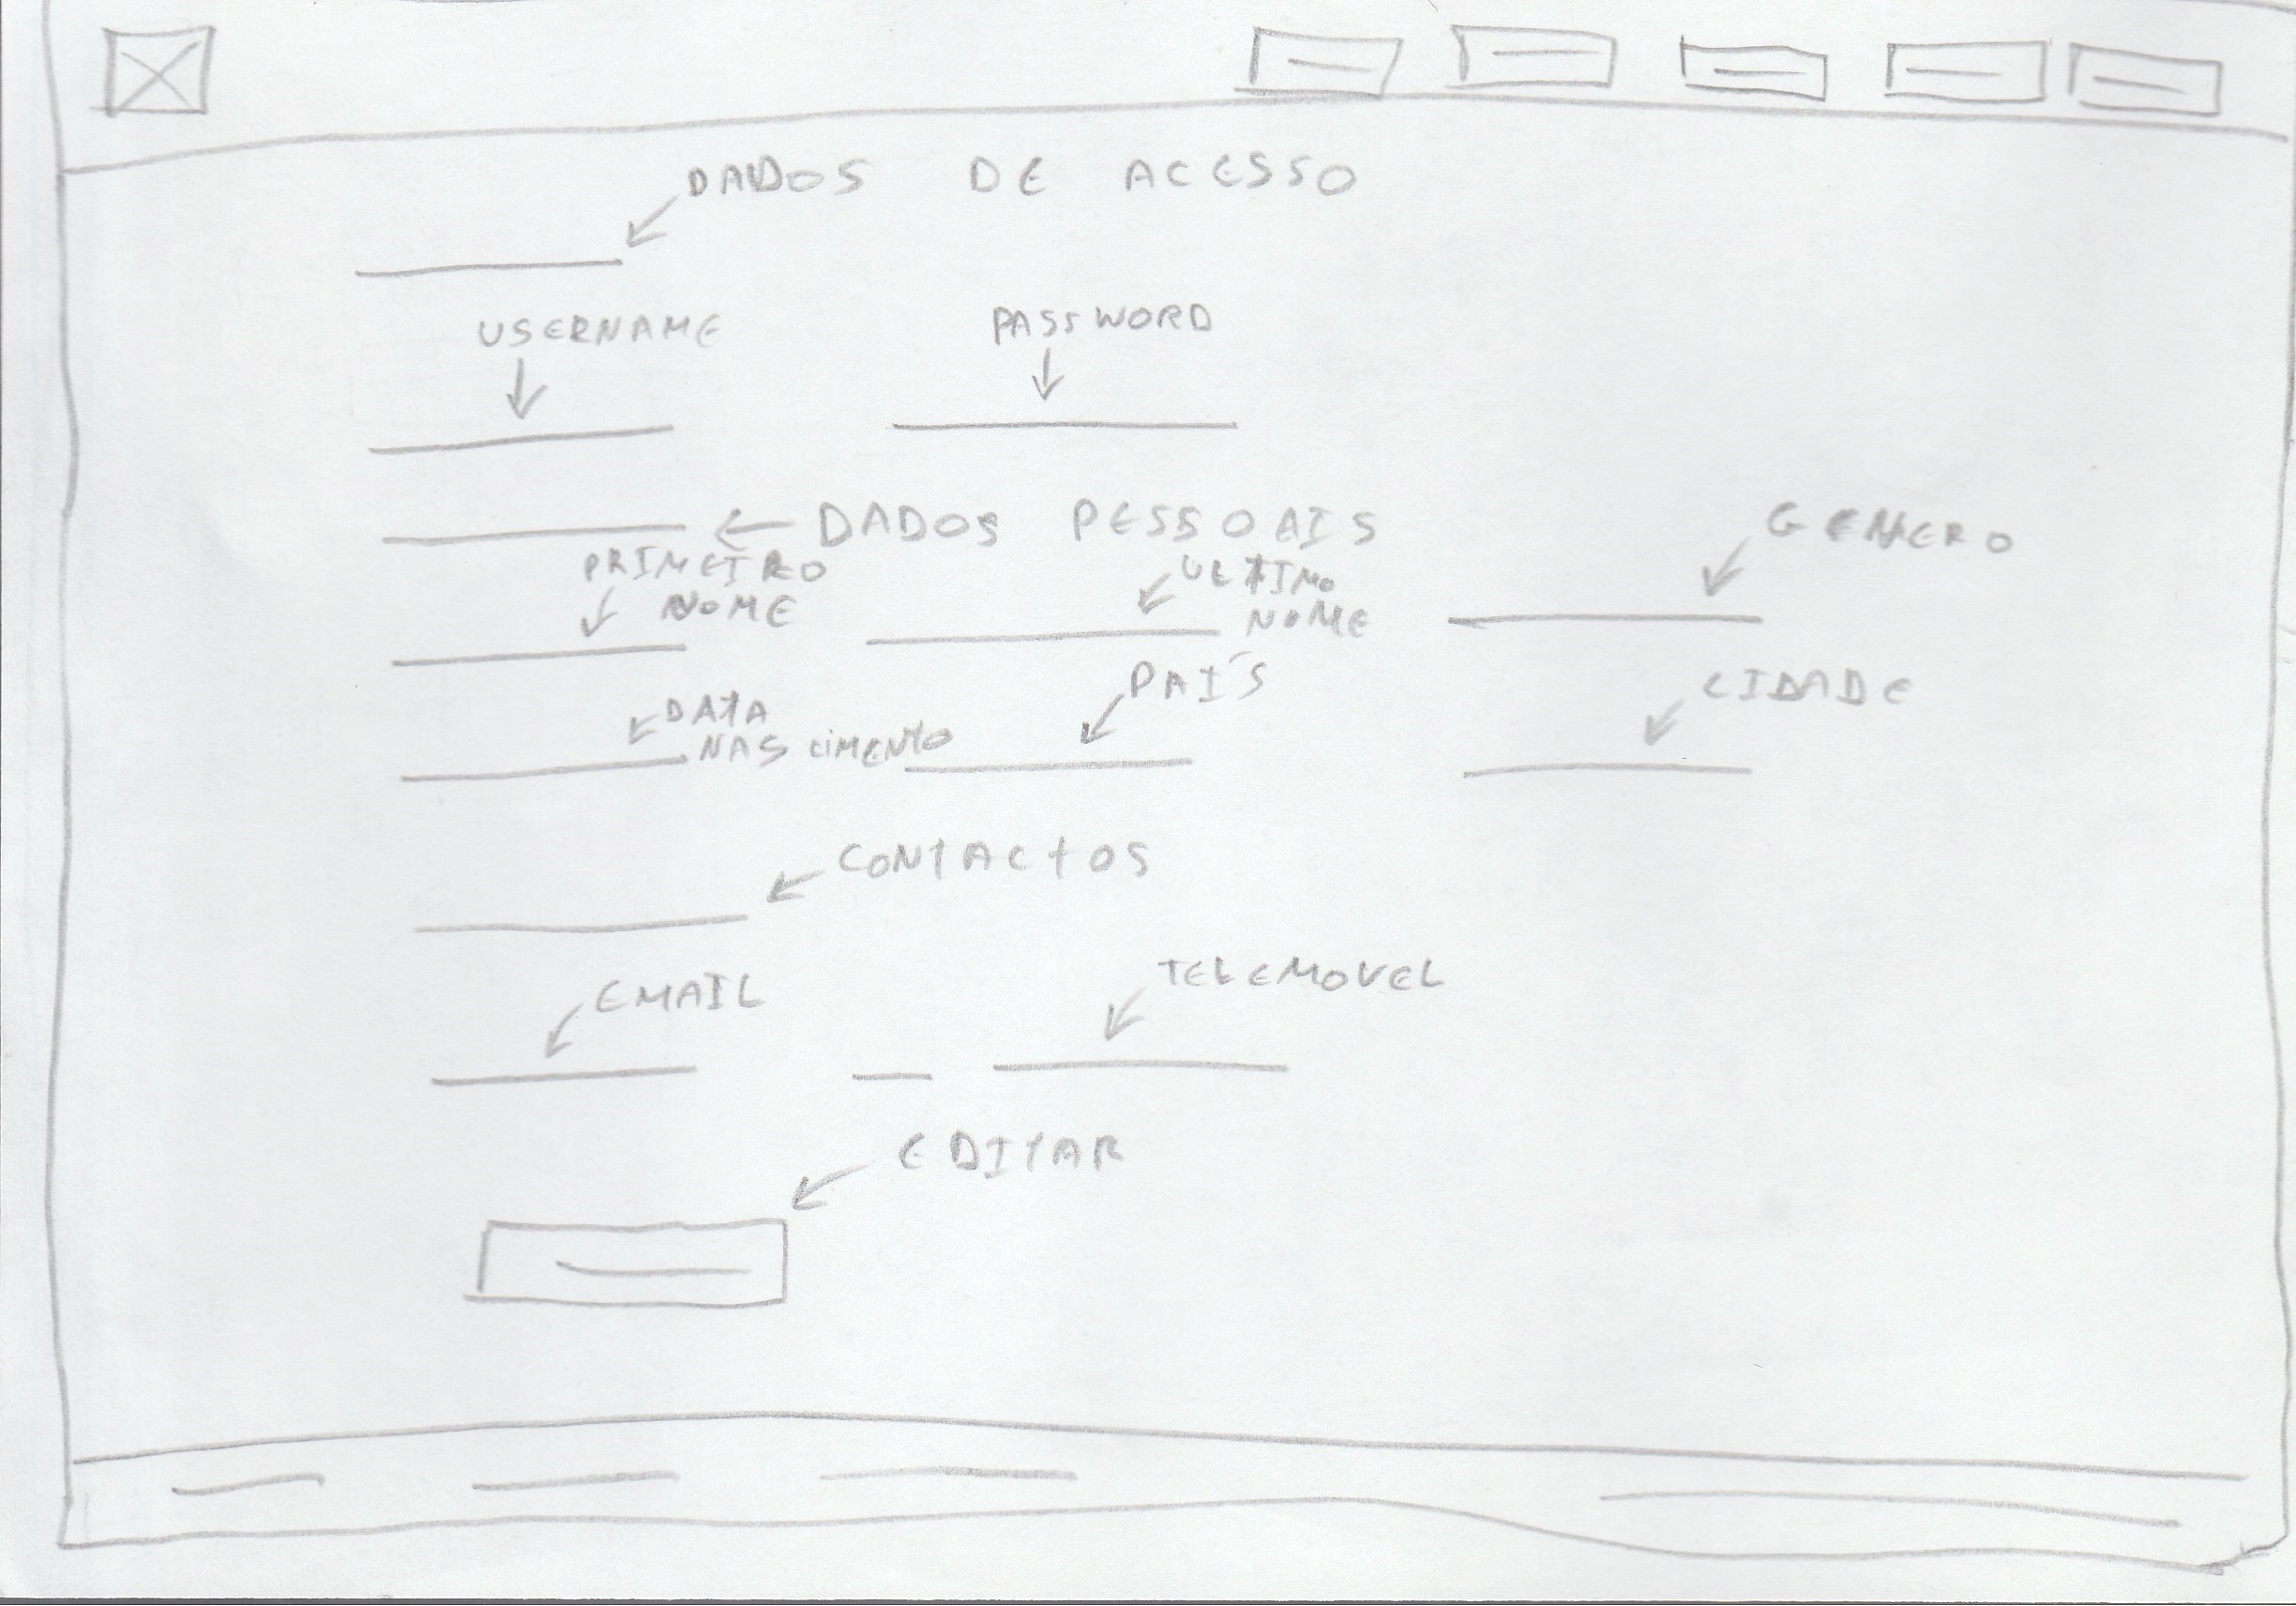 DADOS DE ACESSO
USERNAME
PASSWORD
DADOS PESSOAIS
GENERO
PRIMEIRO
NOME
ULTIMO
NOME
DATA
NASCIMENTO
PAÍS
CIDADE
CONTACTOS
EMAIL
TELEMOVEL
EDITAR